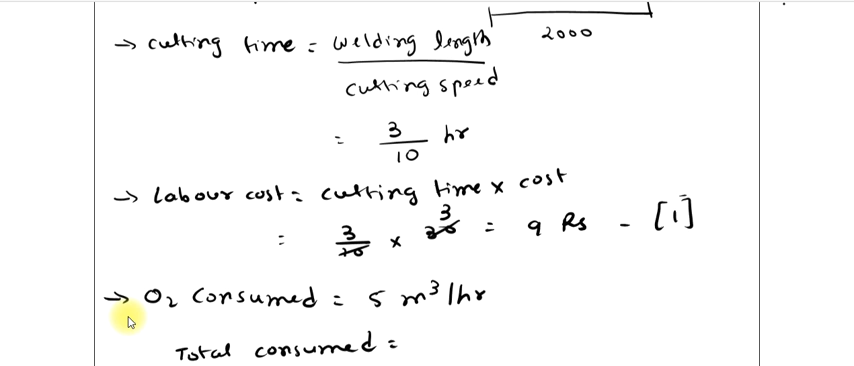 2000
→ cutting time = welding length
cutting speed
= 3/10 hr
→ Labour cost = cutting time x cost
3
= 3/10 x 30 = 9 Rs - [1]
→ O2 Consumed = 5 m³/hr
Total consumed =